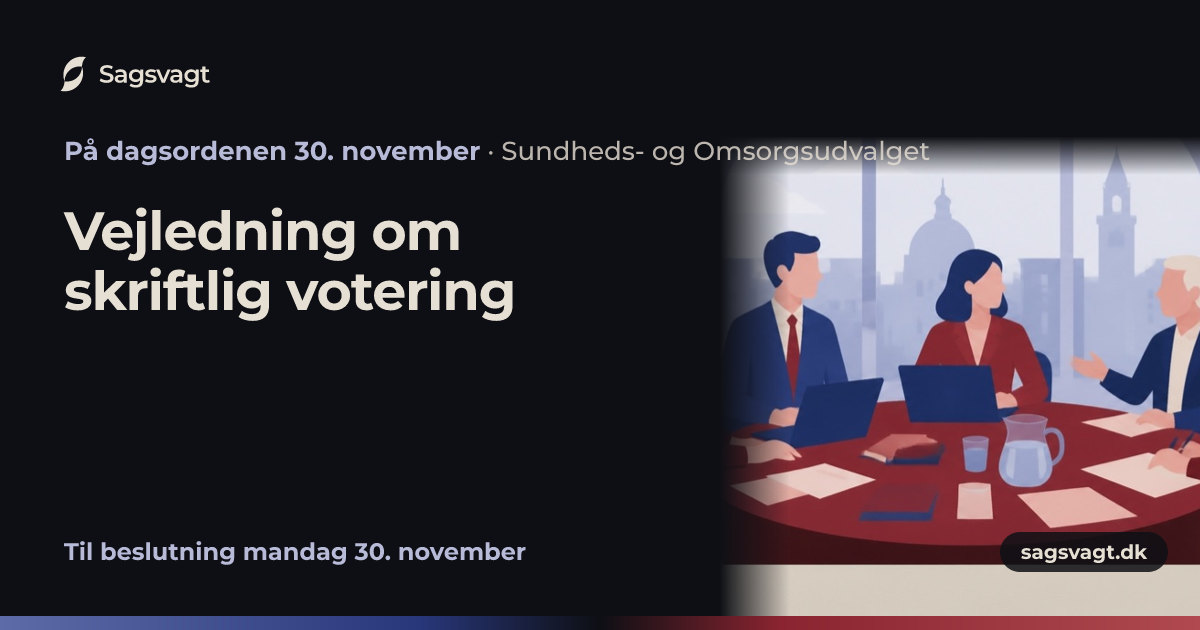 Sagsvagt
På dagsordenen 30. november · Sundheds- og Omsorgsudvalget
Vejledning om
skriftlig votering
Til beslutning mandag 30. november
sagsvagt.dk